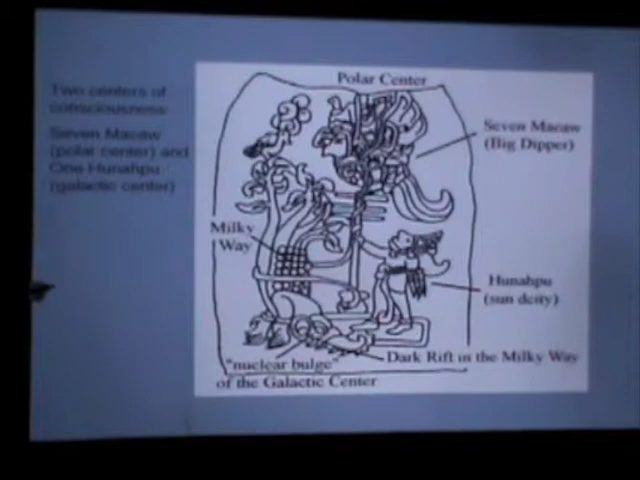 Two centers of
consciousness:
Seven Macaw
(polar center) and
One Hunahpu
(galactic center)
Polar Center
Seven Macaw
(Big Dipper)
Milky
Way
Hunahpu
(sun deity)
Dark Rift in the Milky Way
"nuclear bulge"
of the Galactic Center